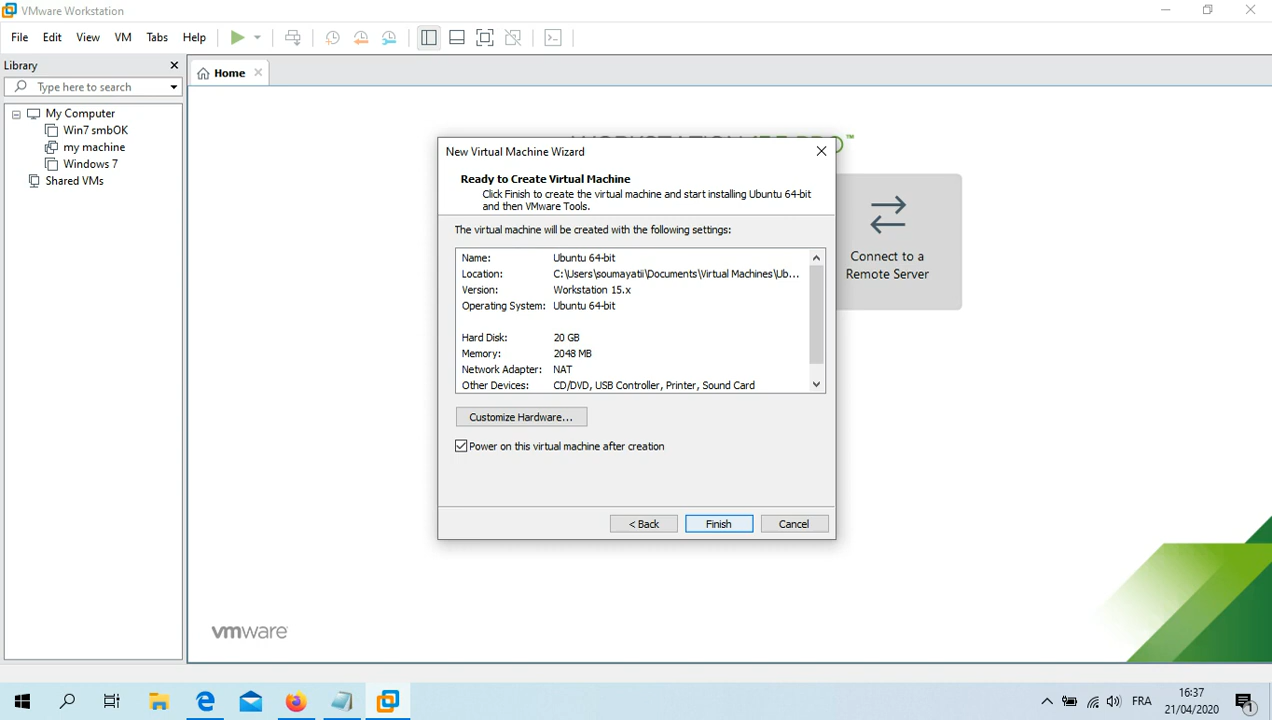 VMware Workstation
File Edit View VM Tabs Help
Library
Type here to search
Home
My Computer
Win7 smbOK
my machine
Windows 7
Shared VMs
New Virtual Machine Wizard
Ready to Create Virtual Machine
Click Finish to create the virtual machine and start installing Ubuntu 64-bit
and then VMware Tools.
The virtual machine will be created with the following settings:
Name: Ubuntu 64-bit
Location: C:\Users\soumayatii\Documents\Virtual Machines\Ub...
Version: Workstation 15.x
Operating System: Ubuntu 64-bit
Hard Disk: 20 GB
Memory: 2048 MB
Network Adapter: NAT
Other Devices: CD/DVD, USB Controller, Printer, Sound Card
Customize Hardware...
Power on this virtual machine after creation
< Back Finish Cancel
Connect to a
Remote Server
vmware
FRA
16:37
21/04/2020
1